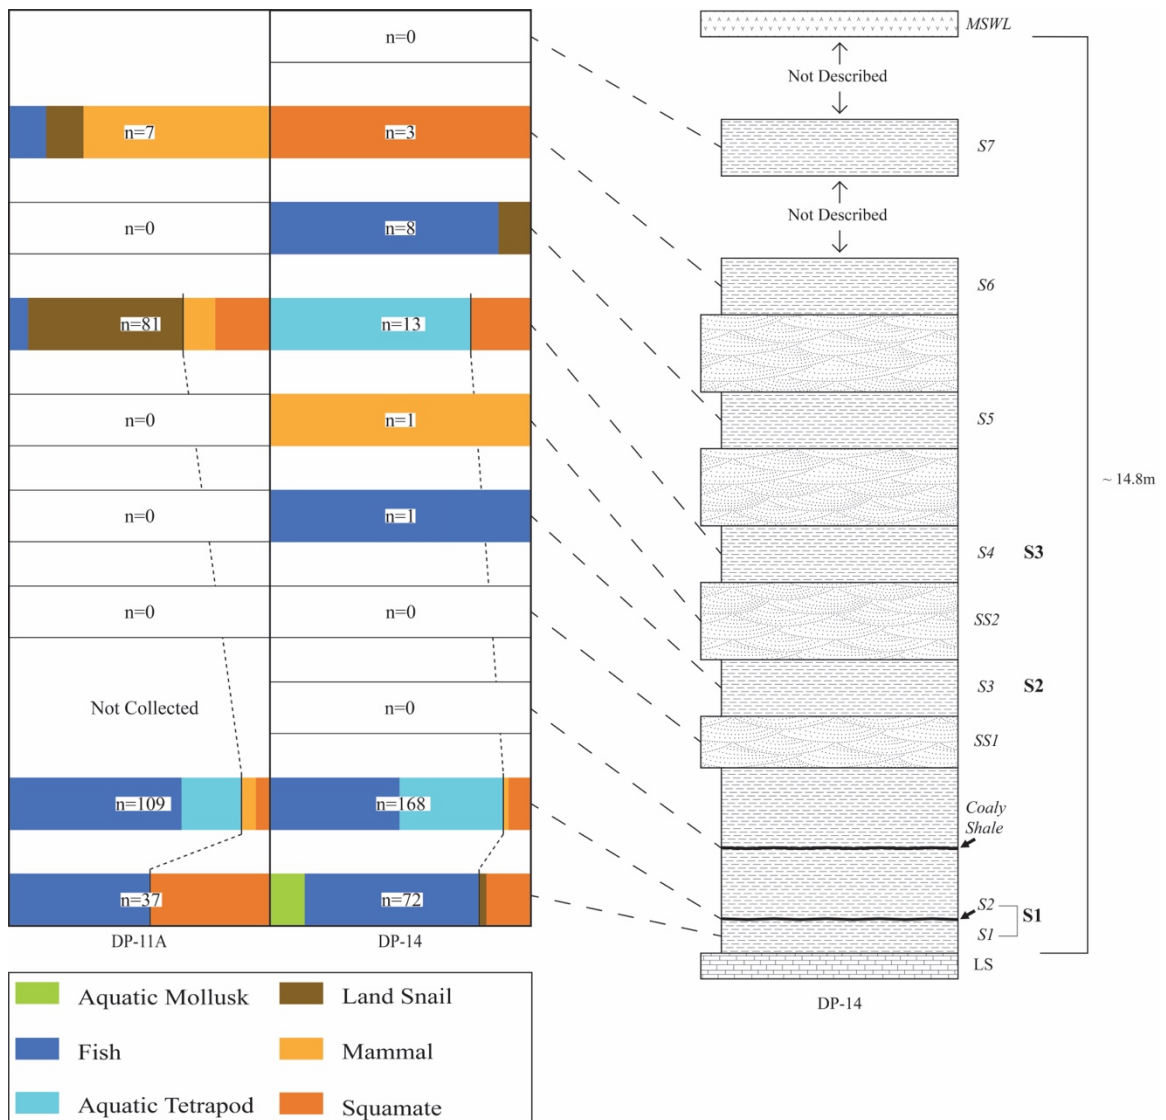 n=0
n=7
n=3
n=0
n=8
n=81
n=13
n=0
n=1
n=0
n=1
n=0
n=0
Not Collected
n=0
n=109
n=168
n=37
n=72
DP-11A
DP-14
Aquatic Mollusk
Land Snail
Fish
Mammal
Aquatic Tetrapod
Squamate
MSWL
Not Described
S7
Not Described
S6
S5
~ 14.8m
S4 S3
SS2
S3 S2
SS1
Coaly
Shale
S2
S1
S1
LS
DP-14